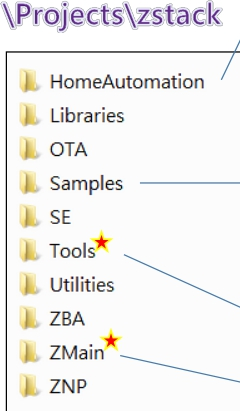 \Projects\zstack
HomeAutomation
Libraries
OTA
Samples
SE
Tools
Utilities
ZBA
ZMain
ZNP